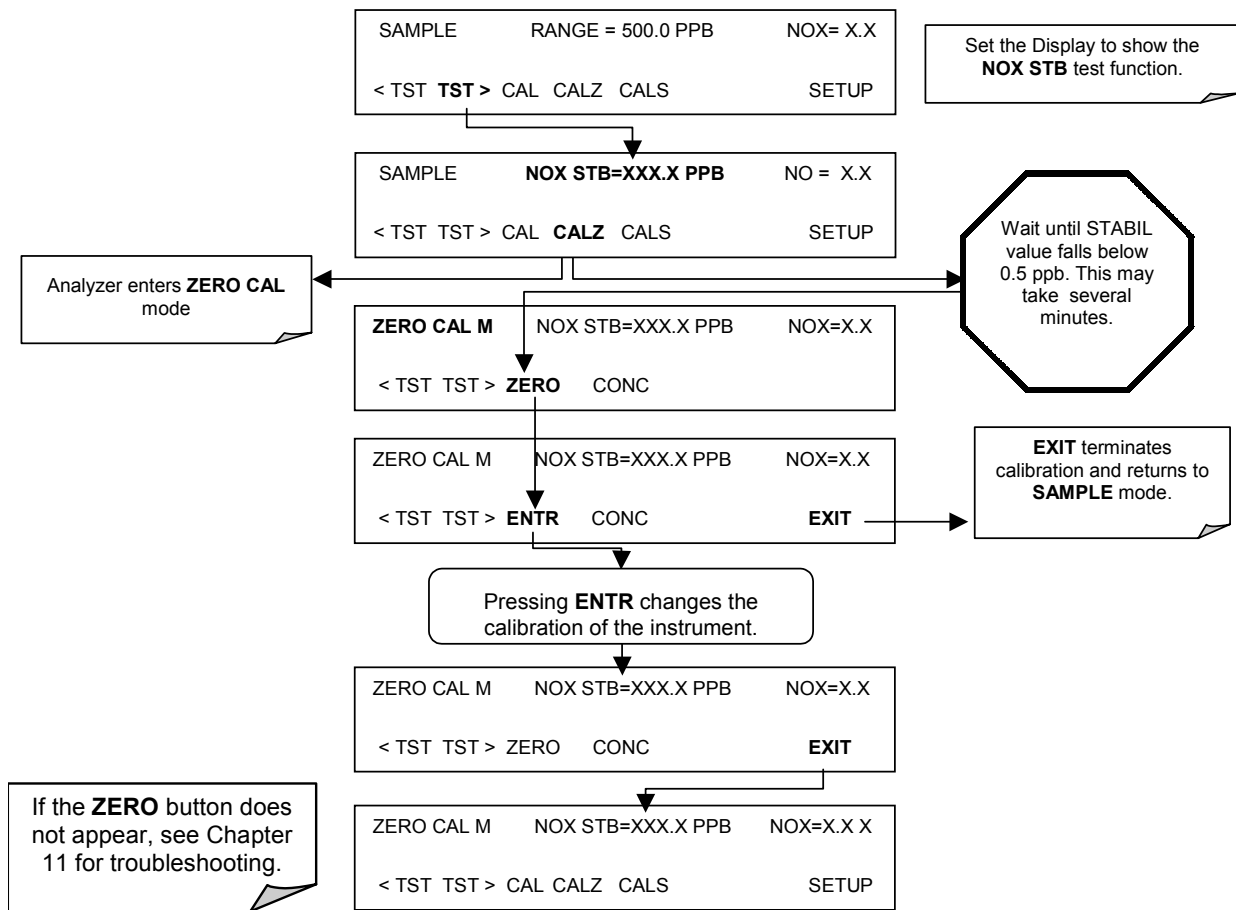 SAMPLE RANGE = 500.0 PPB NOX= X.X
< TST TST > CAL CALZ CALS SETUP
Set the Display to show the
NOX STB test function.
SAMPLE NOX STB=XXX.X PPB NO = X.X
< TST TST > CAL CALZ CALS SETUP
Wait until STABIL
value falls below
0.5 ppb. This may
take several
minutes.
Analyzer enters ZERO CAL
mode
ZERO CAL M NOX STB=XXX.X PPB NOX=X.X
< TST TST > ZERO CONC
ZERO CAL M NOX STB=XXX.X PPB NOX=X.X
< TST TST > ENTR CONC EXIT
EXIT terminates
calibration and returns to
SAMPLE mode.
Pressing ENTR changes the
calibration of the instrument.
ZERO CAL M NOX STB=XXX.X PPB NOX=X.X
< TST TST > ZERO CONC EXIT
If the ZERO button does
not appear, see Chapter
11 for troubleshooting.
ZERO CAL M NOX STB=XXX.X PPB NOX=X.X X
< TST TST > CAL CALZ CALS SETUP